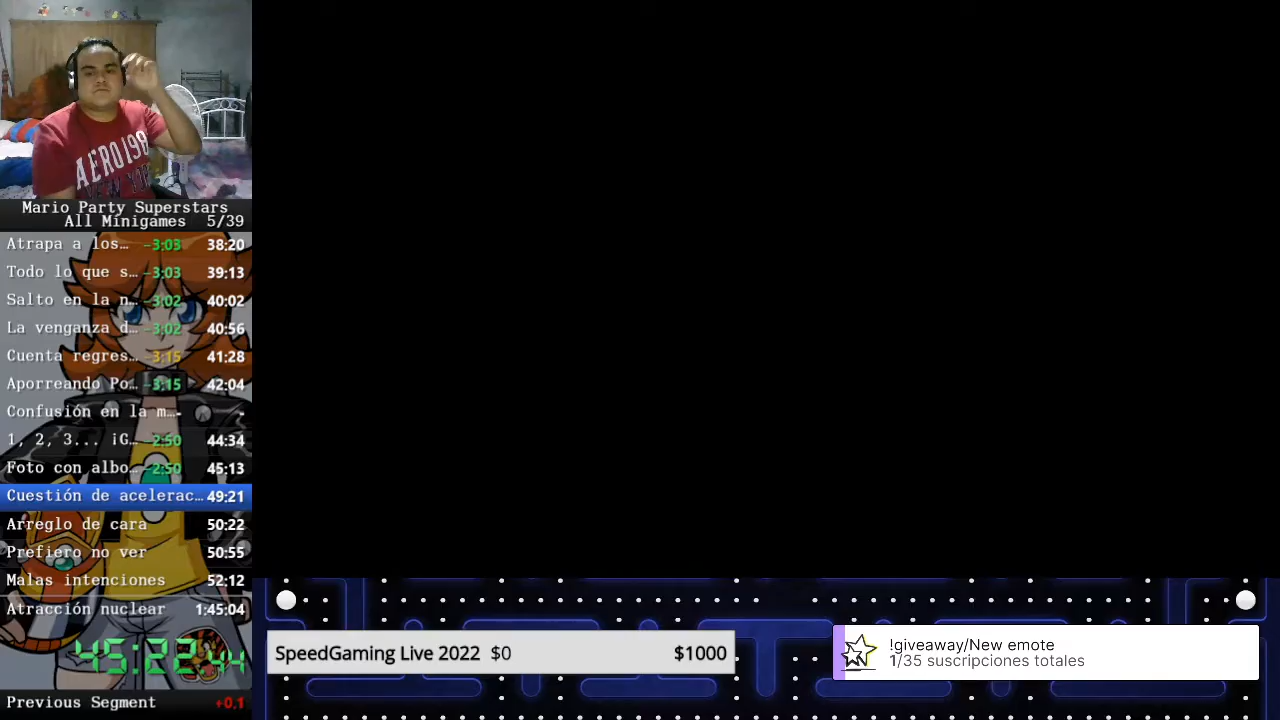 AERO 198
NEW YORK
Mario Party Superstars
All Minigames 5/39
Atrapa a los… -3:03 38:20
Todo lo que s… -3:03 39:13
Salto en la n… -3:02 40:02
La venganza d… -3:02 40:56
Cuenta regres… -3:15 41:28
Aporreando Po… -3:15 42:04
Confusión en la m… - -
1, 2, 3... ¡G… -2:50 44:34
Foto con albo… -2:50 45:13
Cuestión de acelerac… 49:21
Arreglo de cara 50:22
Prefiero no ver 50:55
Malas intenciones 52:12
Atracción nuclear 1:45:04
45:22.44
Previous Segment +0.1
SpeedGaming Live 2022 $0 $1000
!giveaway/New emote
1/35 suscripciones totales